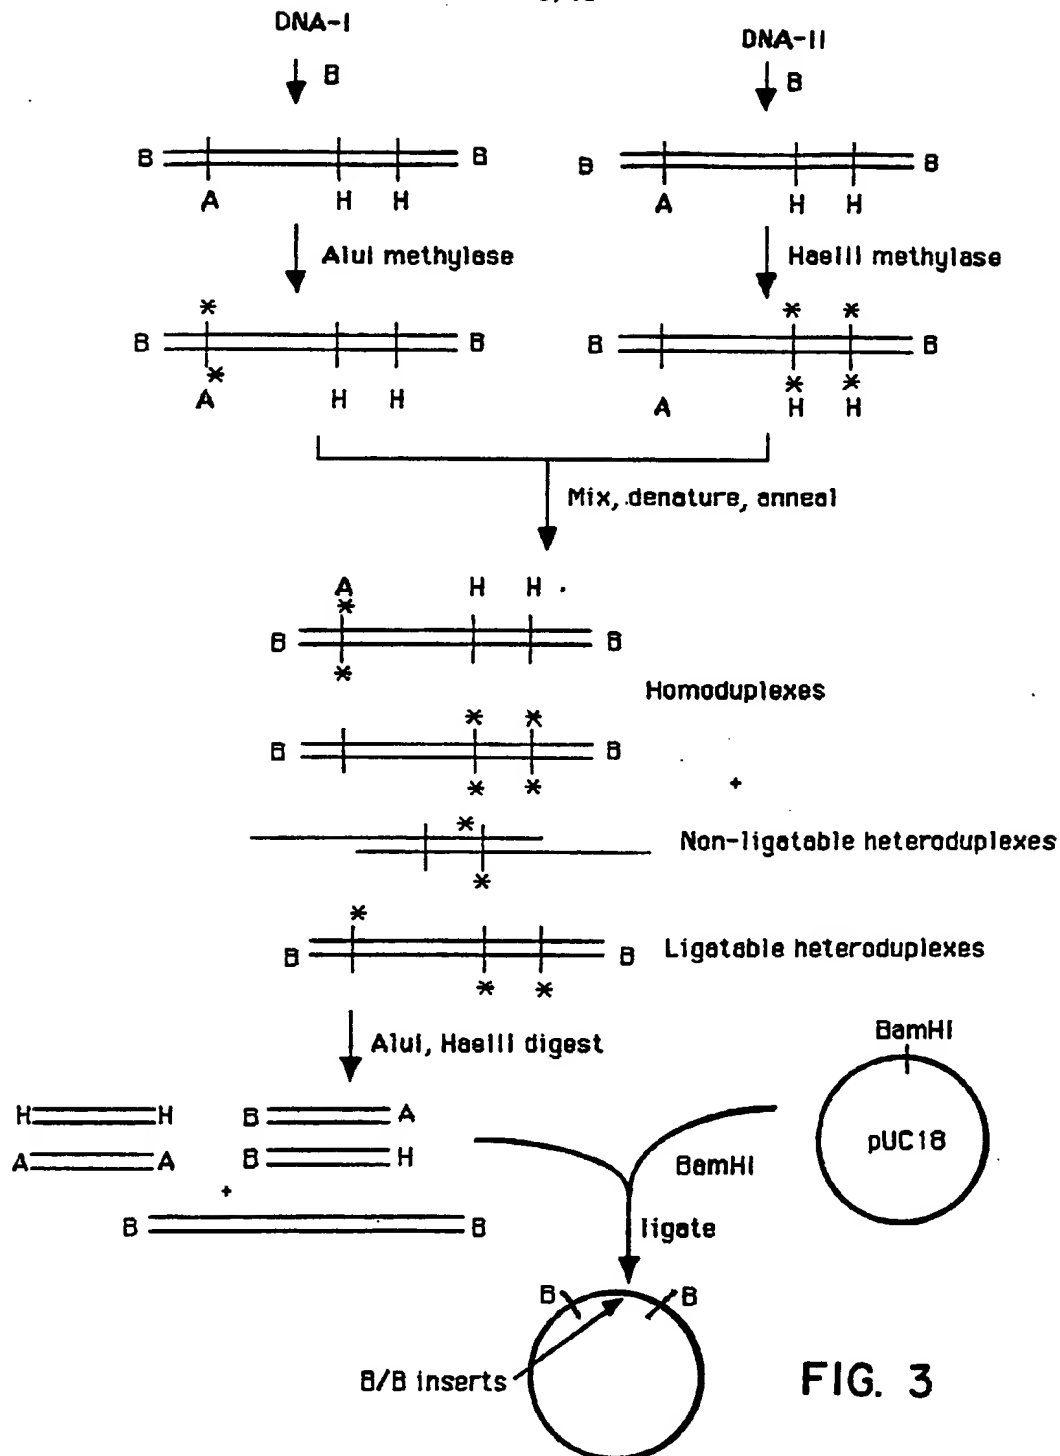 DNA-I
DNA-II
B
B
B
B
B
B
A H H
A H H
AluI methylase
HaeIII methylase
*
* *
B
B
B
B
*
* *
A H H
A H H
Mix, denature, anneal
A H H
*
B
B
*
Homoduplexes
* *
B
B
* *
+
*
Non-ligatable heteroduplexes
*
*
B
B
Ligatable heteroduplexes
* *
AluI, HaeIII digest
BamHI
pUC18
H H
B A
A A
B H
+
B B
BamHI
ligate
B B
B/B inserts
FIG. 3